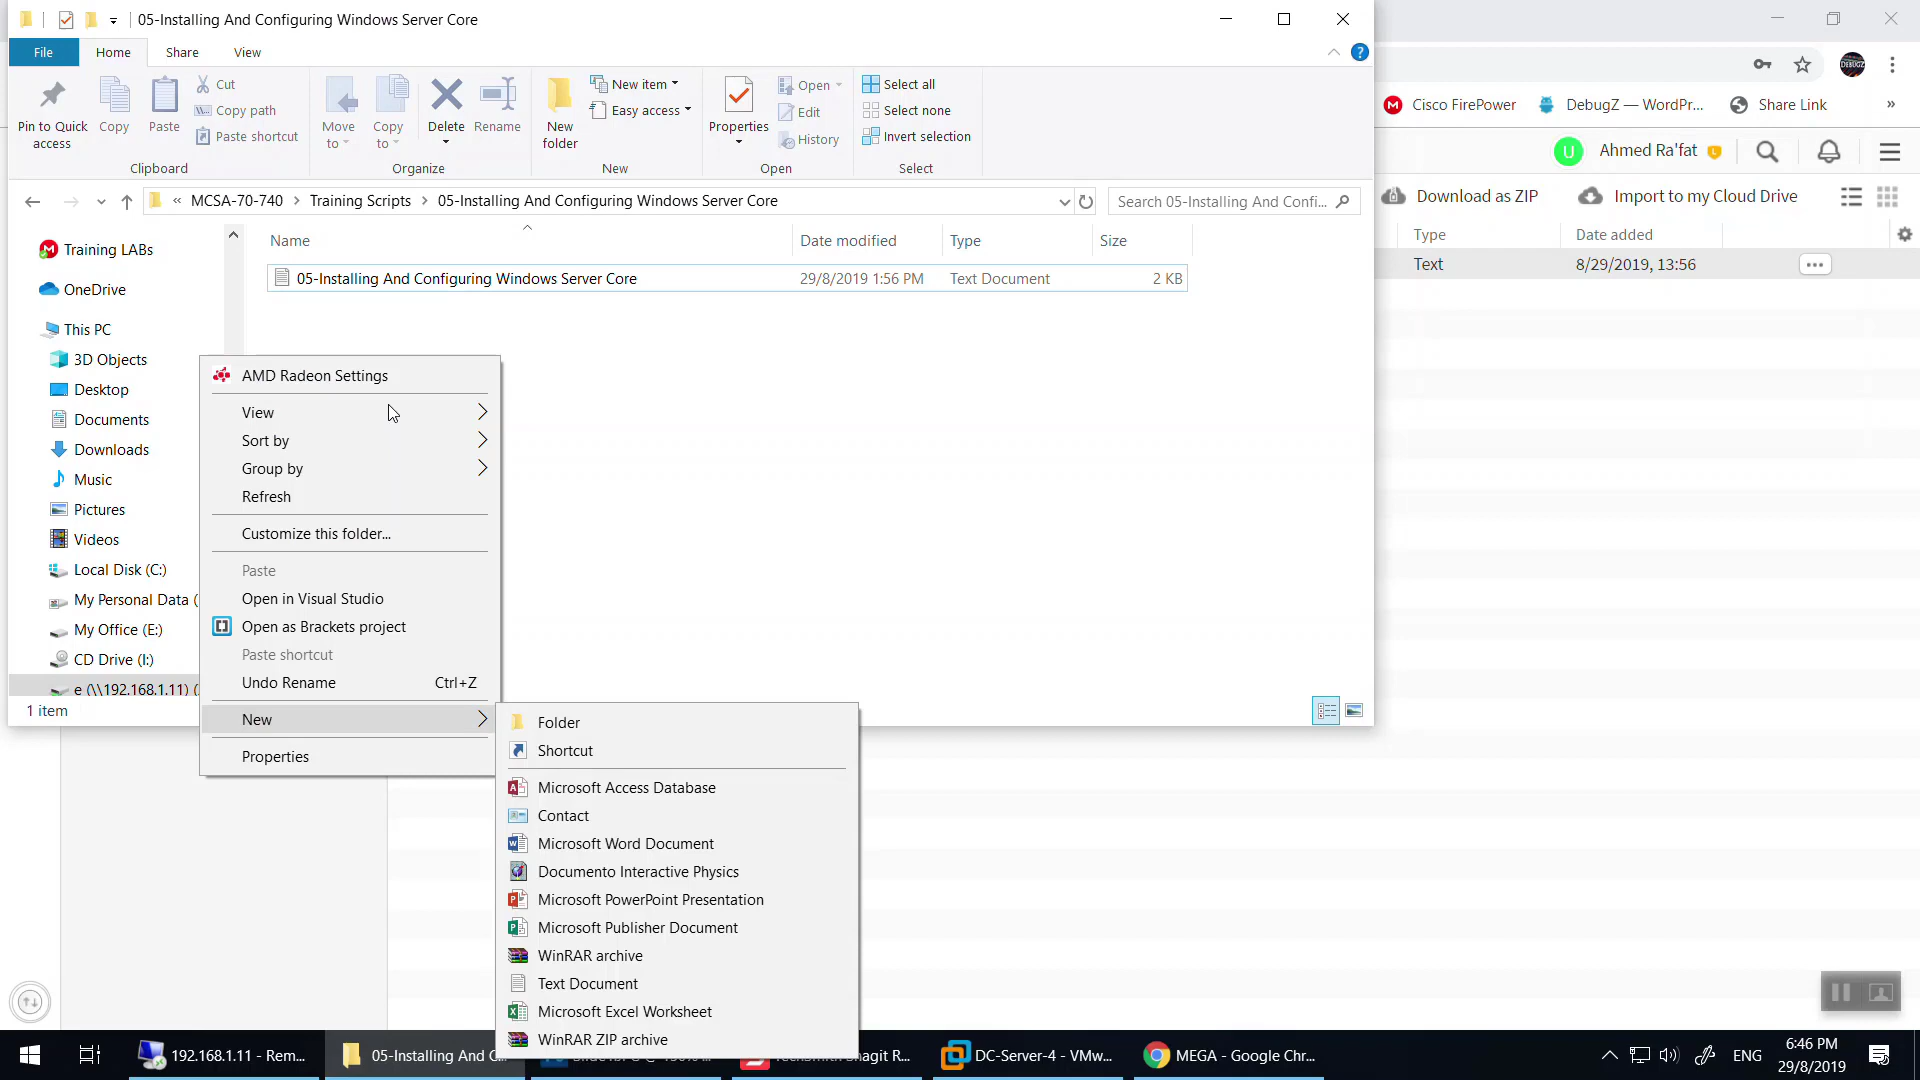 05-Installing And Configuring Windows Server Core
File
Home
Share
View
Pin to Quick access
Copy
Paste
Cut
Copy path
Paste shortcut
Move to
Copy to
Delete
Rename
New folder
New item
Easy access
Properties
Open
Edit
History
Select all
Select none
Invert selection
Clipboard
Organize
New
Open
Select
« MCSA-70-740 > Training Scripts > 05-Installing And Configuring Windows Server Core
Search 05-Installing And Confi...
Name
Date modified
Type
Size
05-Installing And Configuring Windows Server Core
29/8/2019 1:56 PM
Text Document
2 KB
Training LABs
OneDrive
This PC
3D Objects
Desktop
Documents
Downloads
Music
Pictures
Videos
Local Disk (C:)
My Personal Data (
My Office (E:)
CD Drive (I:)
e (\\192.168.1.11) (
1 item
AMD Radeon Settings
View
Sort by
Group by
Refresh
Customize this folder...
Paste
Open in Visual Studio
Open as Brackets project
Paste shortcut
Undo Rename Ctrl+Z
New
Properties
Folder
Shortcut
Microsoft Access Database
Contact
Microsoft Word Document
Documento Interactive Physics
Microsoft PowerPoint Presentation
Microsoft Publisher Document
WinRAR archive
Text Document
Microsoft Excel Worksheet
WinRAR ZIP archive
Cisco FirePower
DebugZ — WordPr...
Share Link
»
U
Ahmed Ra'fat
Download as ZIP
Import to my Cloud Drive
Type
Date added
Text
8/29/2019, 13:56
192.168.1.11 - Rem...
05-Installing And C
DC-Server-4 - VMw...
MEGA - Google Chr...
ENG
6:46 PM
29/8/2019